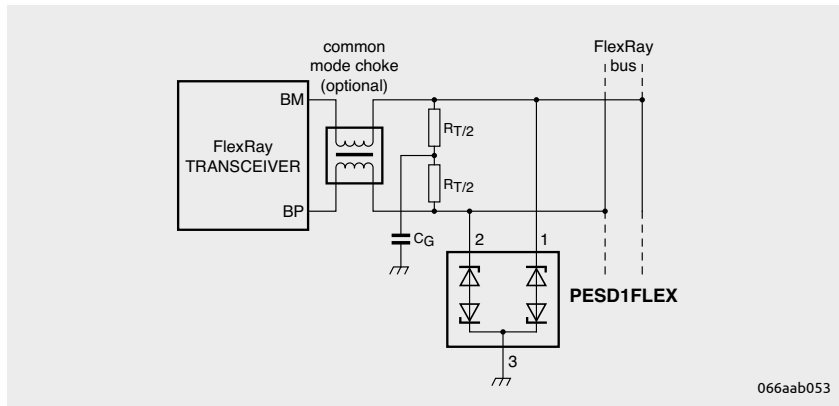 common
mode choke
(optional)
FlexRay
bus
BM
FlexRay
TRANSCEIVER
BP
RT/2
RT/2
CG
2
1
PESD1FLEX
3
066aab053